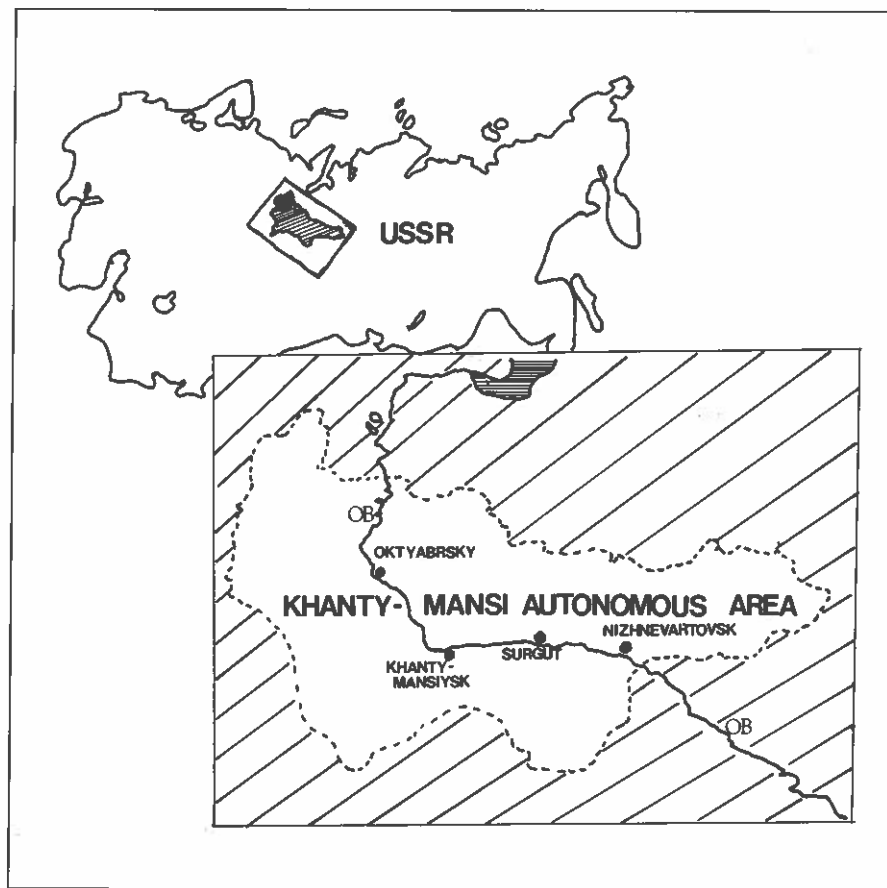 USSR
OB
OKTYABRSKY
KHANTY- MANSI AUTONOMOUS AREA
NIZHNEVARTOVSK
SURGUT
KHANTY-
MANSIYSK
OB